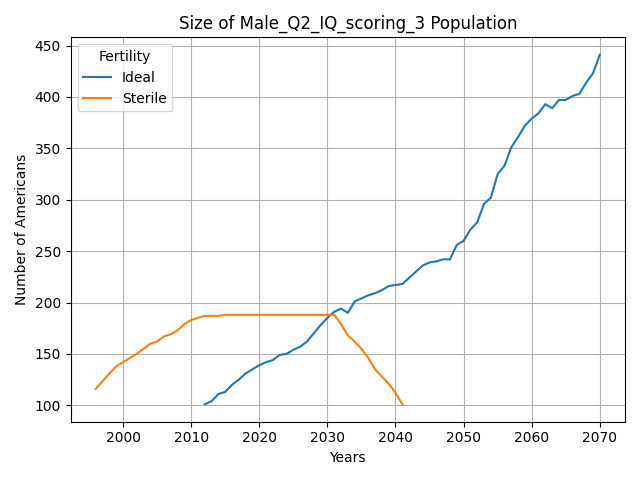 Size of Male_Q2_IQ_scoring_3 Population
Number of Americans
450
400
350
300
250
200
150
100
Fertility
Ideal
Sterile
2000 2010 2020 2030 2040 2050 2060 2070
Years